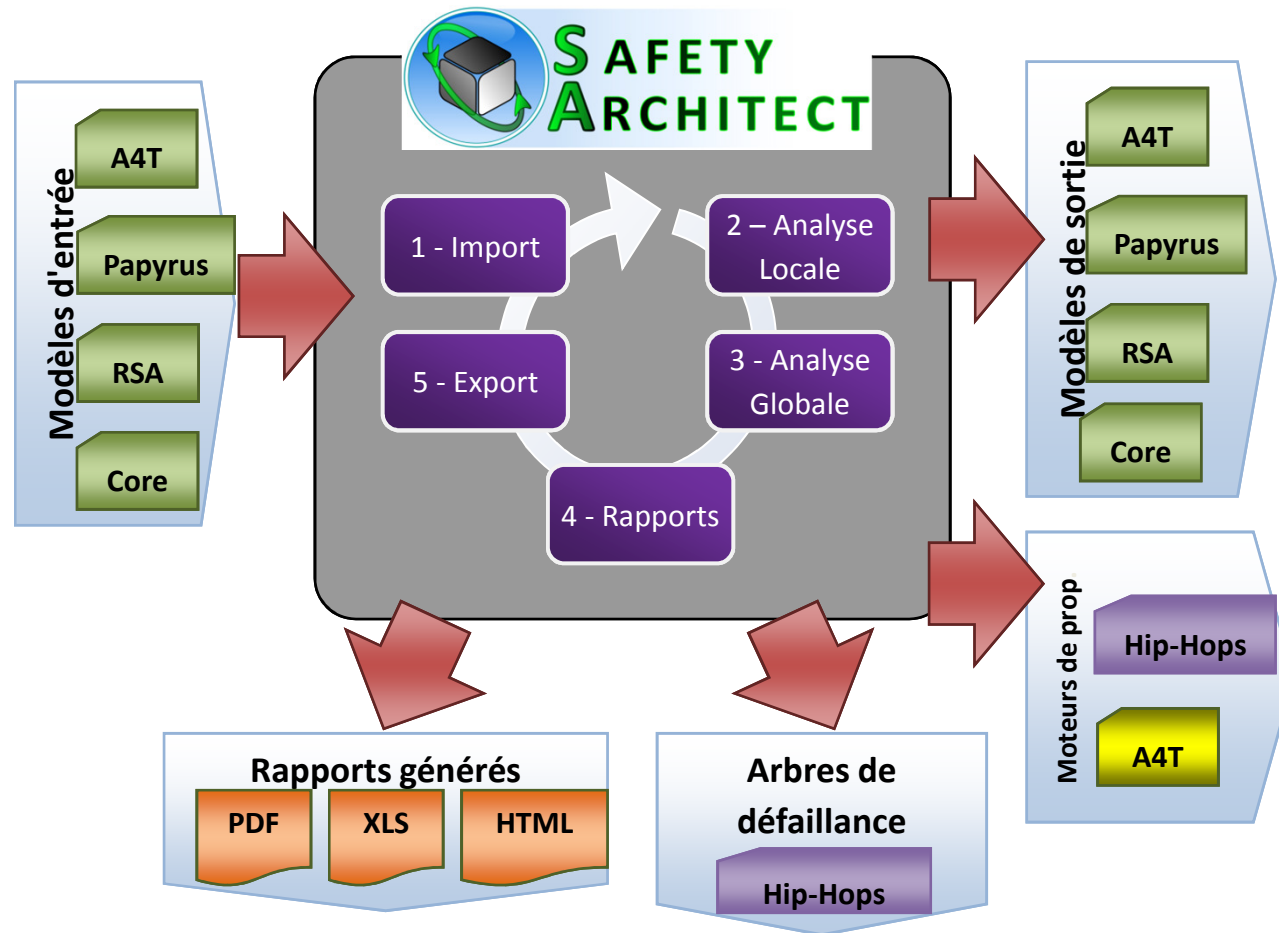 SAFETY
ARCHITECT
Modèles d'entrée
A4T
Papyrus
RSA
Core
1 - Import
2 – Analyse
Locale
3 - Analyse
Globale
4 - Rapports
5 - Export
Modèles de sortie
A4T
Papyrus
RSA
Core
Moteurs de prop
Hip-Hops
A4T
Rapports générés
PDF
XLS
HTML
Arbres de
défaillance
Hip-Hops